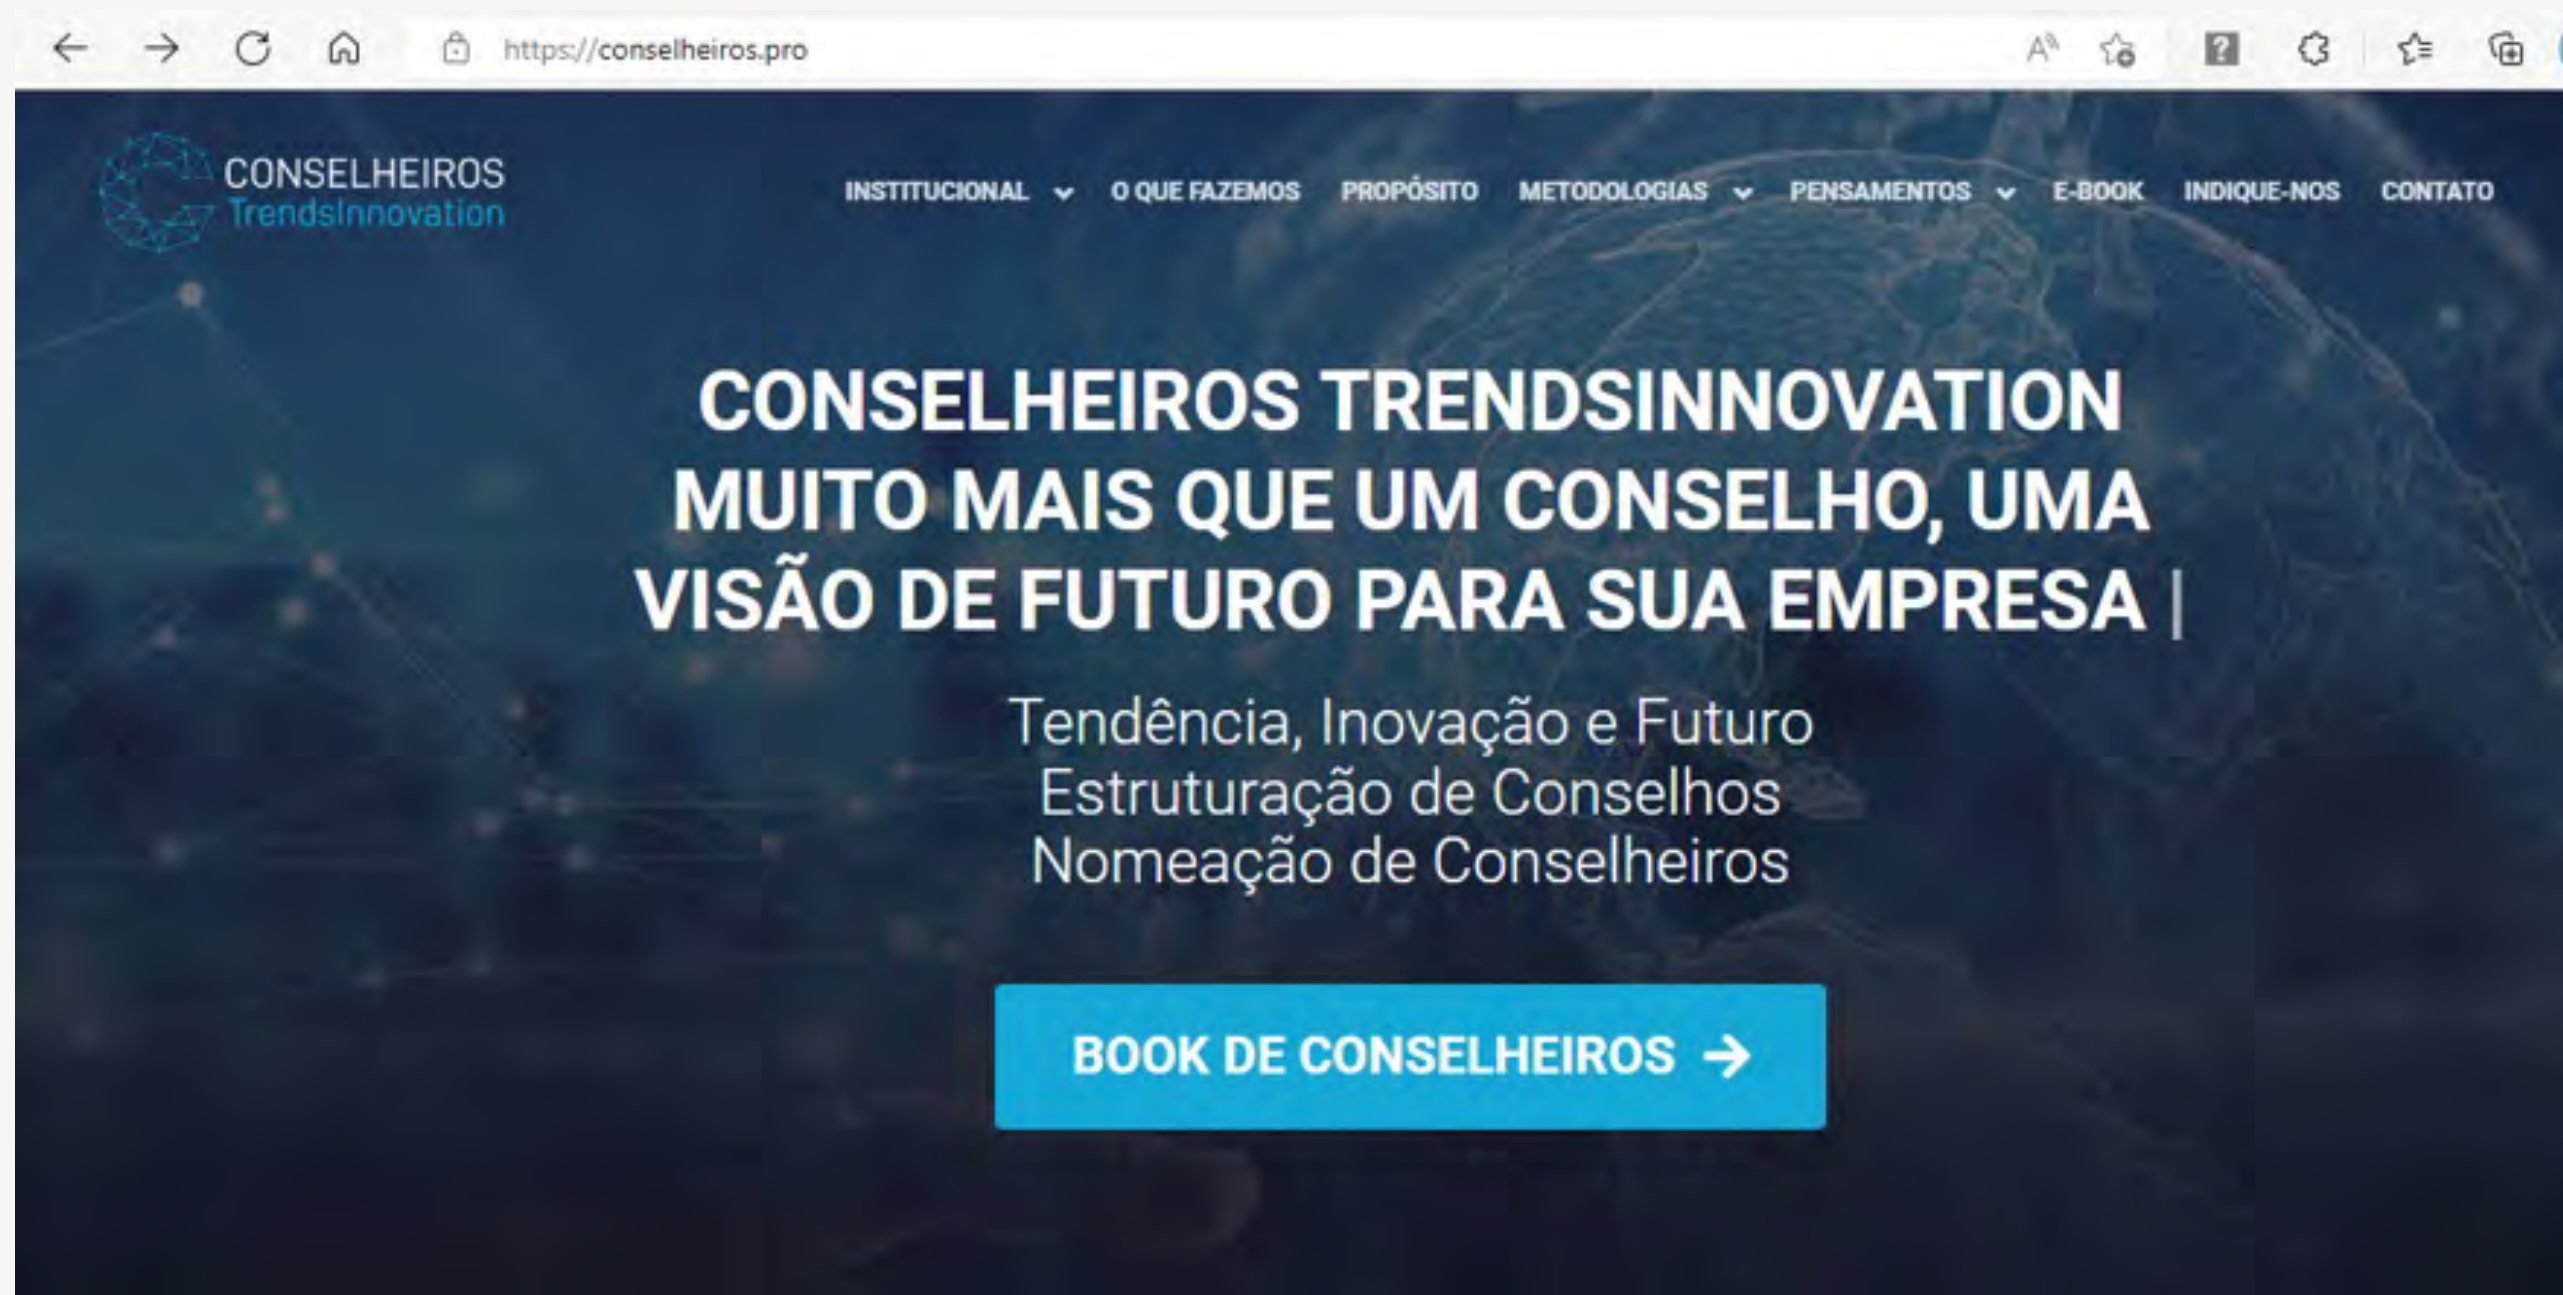 https://conselheiros.pro
CONSELHEIROS
TrendsInnovation
INSTITUCIONAL O QUE FAZEMOS PROPÓSITO METODOLOGIAS PENSAMENTOS E-BOOK INDIQUE-NOS CONTATO
CONSELHEIROS TRENDSINNOVATION
MUITO MAIS QUE UM CONSELHO, UMA
VISÃO DE FUTURO PARA SUA EMPRESA |
Tendência, Inovação e Futuro
Estruturação de Conselhos
Nomeação de Conselheiros
BOOK DE CONSELHEIROS →